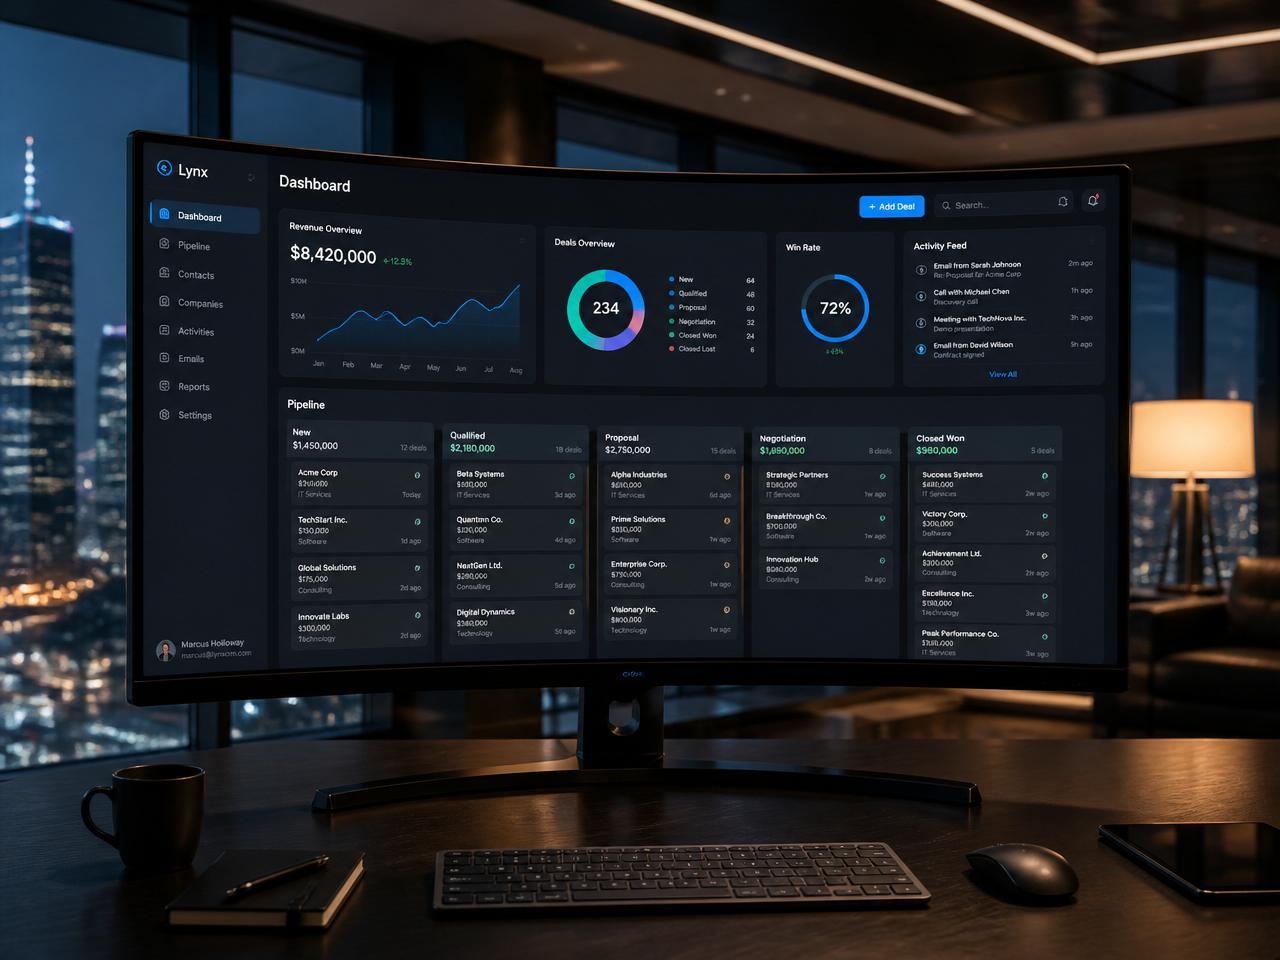 Lynx
Dashboard
Pipeline
Contacts
Companies
Activities
Emails
Reports
Settings
Marcus Holloway
Dashboard
+ Add Deal
Search...
Revenue Overview
$8,420,000
$10M
$5M
$0M
Jan Feb Mar Apr May Jun Jul Aug
Deals Overview
234
New 64
Qualified 48
Proposal 60
Negotiation 32
Closed Won 24
Closed Lost 6
Win Rate
72%
Activity Feed
Email from Sarah Johnson 2m ago
Re: Proposal for Acme Corp
Call with Michael Chen 1h ago
Discovery call
Meeting with TechNova Inc. 3h ago
Demo presentation
Email from David Wilson 5h ago
Contract signed
View All
Pipeline
New
$1,450,000 12 deals
Acme Corp
IT Services Today
TechStart Inc.
Software 1d ago
Global Solutions
$175,000
Consulting 2d ago
Innovate Labs
$300,000
Technology 2d ago
Qualified
$2,180,000 18 deals
Beta Systems
IT Services 3d ago
Quantum Co.
Software 4d ago
NextGen Ltd.
Consulting 5d ago
Digital Dynamics
Technology
Proposal
$2,750,000 15 deals
Alpha Industries
IT Services 6d ago
Prime Solutions
Software 1w ago
Enterprise Corp.
$750,000
Consulting 1w ago
Visionary Inc.
Technology 1w ago
Negotiation
8 deals
Strategic Partners
IT Services 1w ago
Breakthrough Co.
$700,000
Software 1w ago
Innovation Hub
Consulting 2w ago
Closed Won
5 deals
Success Systems
IT Services 2w ago
Victory Corp.
$300,000
Software 2w ago
Achievement Ltd.
Consulting 2w ago
Excellence Inc.
Technology 3w ago
Peak Performance Co.
IT Services 3w ago